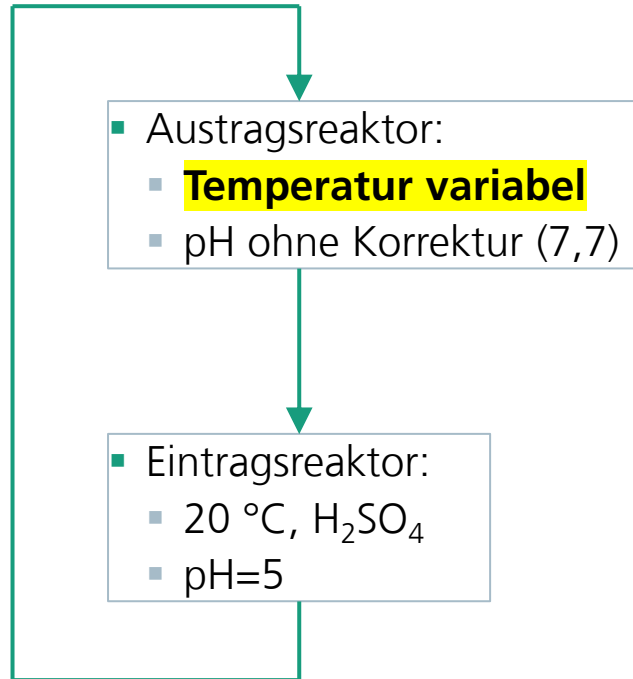 Austragsreaktor:
Temperatur variabel
pH ohne Korrektur (7,7)
Eintragsreaktor:
20 °C, H₂SO₄
pH=5